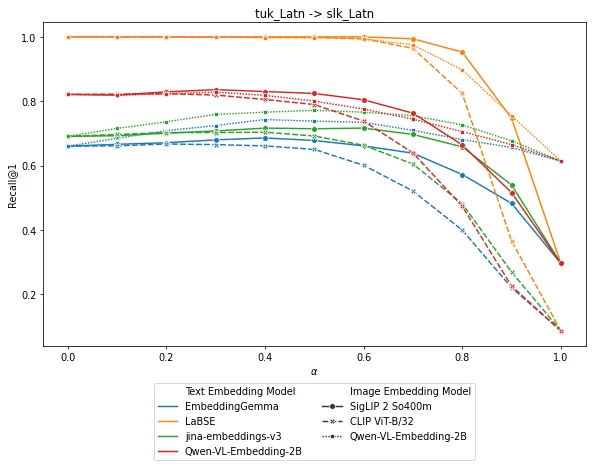 tuk_Latn -> slk_Latn
Recall@1
1.0
0.8
0.6
0.4
0.2
0.0 0.2 0.4 0.6 0.8 1.0
α
Text Embedding Model
EmbeddingGemma
LaBSE
jina-embeddings-v3
Qwen-VL-Embedding-2B
Image Embedding Model
SigLIP 2 So400m
CLIP ViT-B/32
Qwen-VL-Embedding-2B